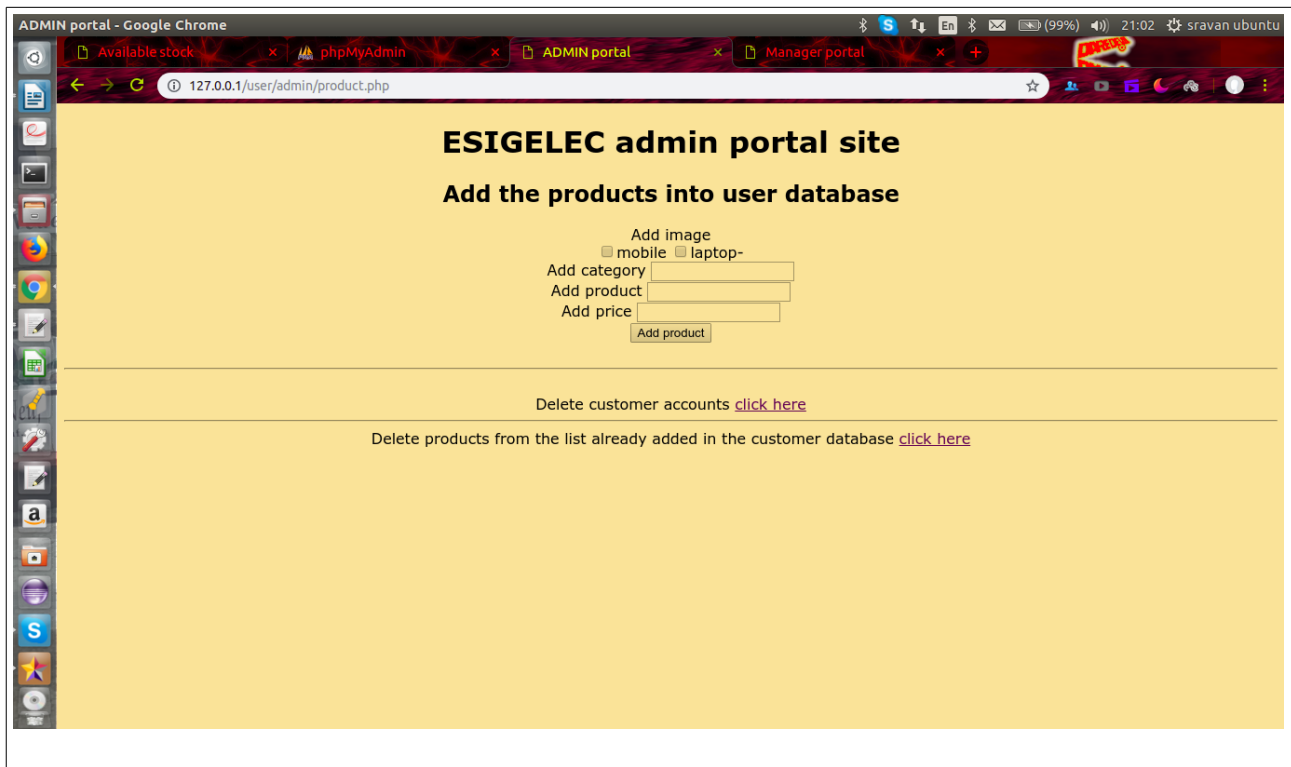 ADMIN portal - Google Chrome
S En (99%) 21:02 sravan ubuntu
Available stock × phpMyAdmin × ADMIN portal × Manager portal × +
127.0.0.1/user/admin/product.php
ESIGELEC admin portal site
Add the products into user database
Add image
mobile laptop-
Add category
Add product
Add price
Add product
Delete customer accounts click here
Delete products from the list already added in the customer database click here
a
S